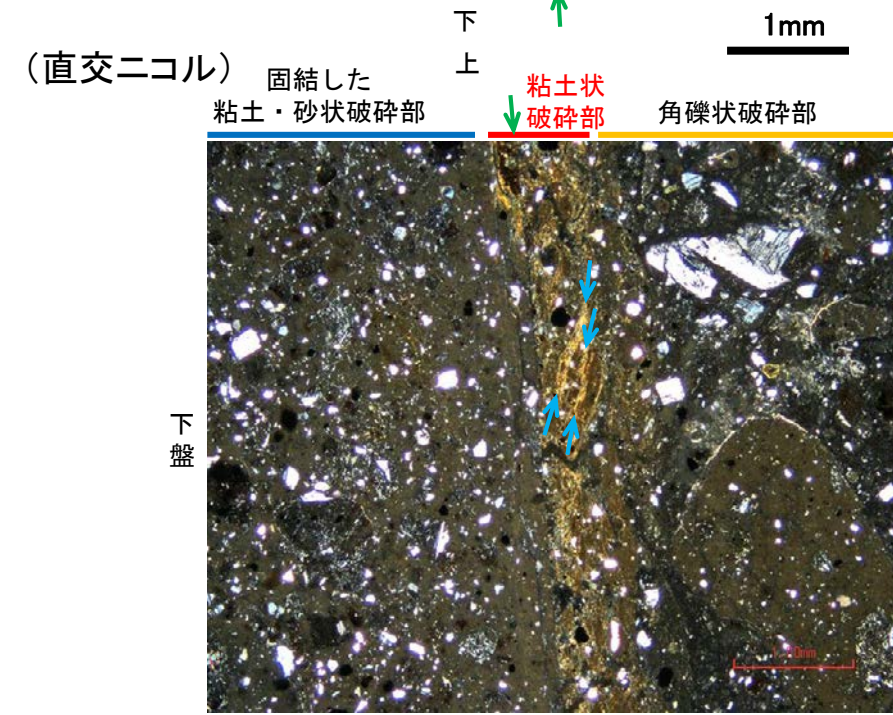 下
上
1mm
（直交ニコル）
固結した
粘土・砂状破砕部
粘土状
破砕部
角礫状破砕部
下
盤